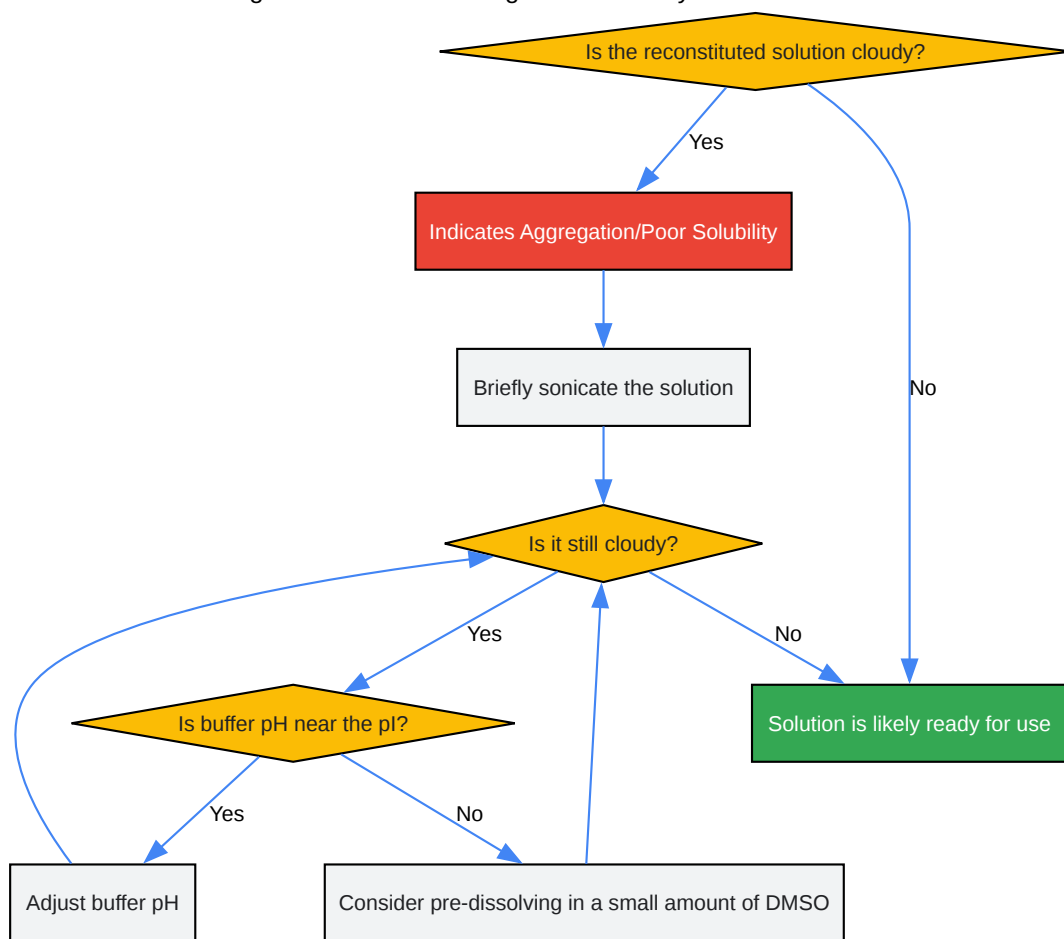 Is the reconstituted solution cloudy?
Yes
Indicates Aggregation/Poor Solubility
Briefly sonicate the solution
No
Is it still cloudy?
Yes
No
Is buffer pH near the pI?
Solution is likely ready for use
Yes
No
Adjust buffer pH
Consider pre-dissolving in a small amount of DMSO